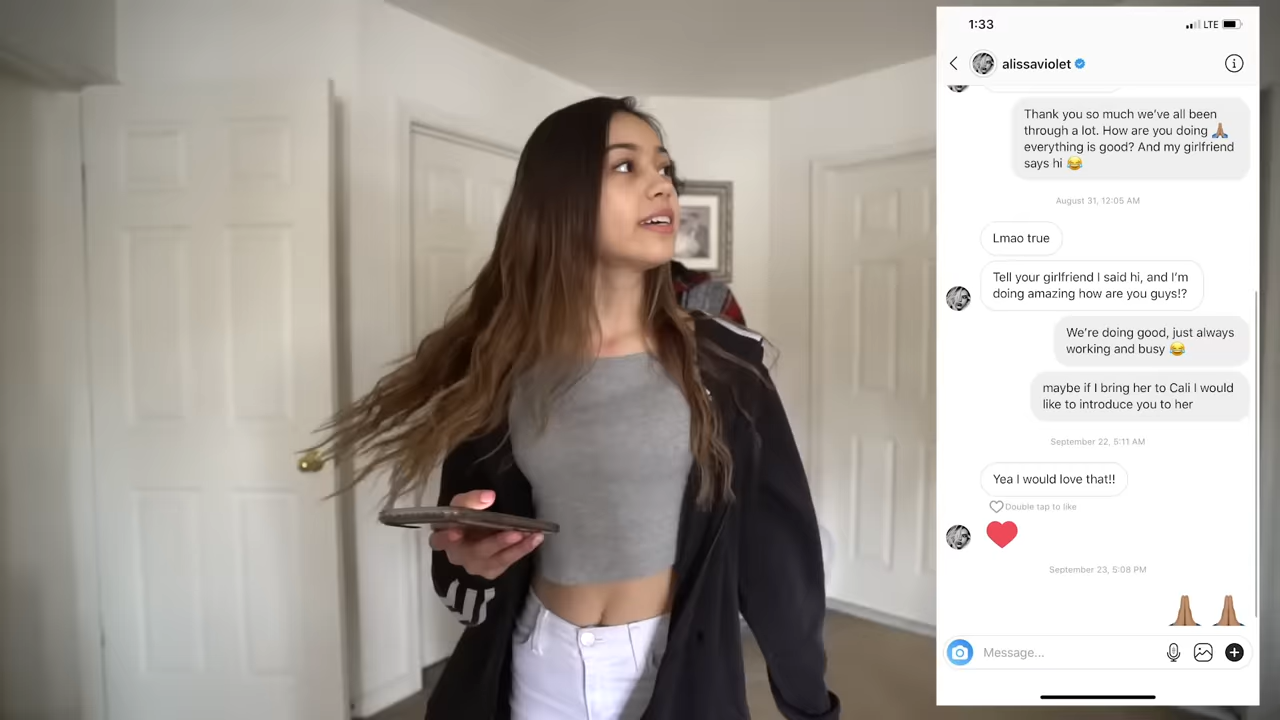 1:33
LTE
alissaviolet
Thank you so much we've all been
through a lot. How are you doing 🙏🏽
everything is good? And my girlfriend
says hi 😂
August 31, 12:05 AM
Lmao true
Tell your girlfriend I said hi, and I'm
doing amazing how are you guys!?
We're doing good, just always
working and busy 😂
maybe if I bring her to Cali I would
like to introduce you to her
September 22, 5:11 AM
Yea I would love that!!
Double tap to like
❤️
September 23, 5:08 PM
🙏🏽 🙏🏽
Message...